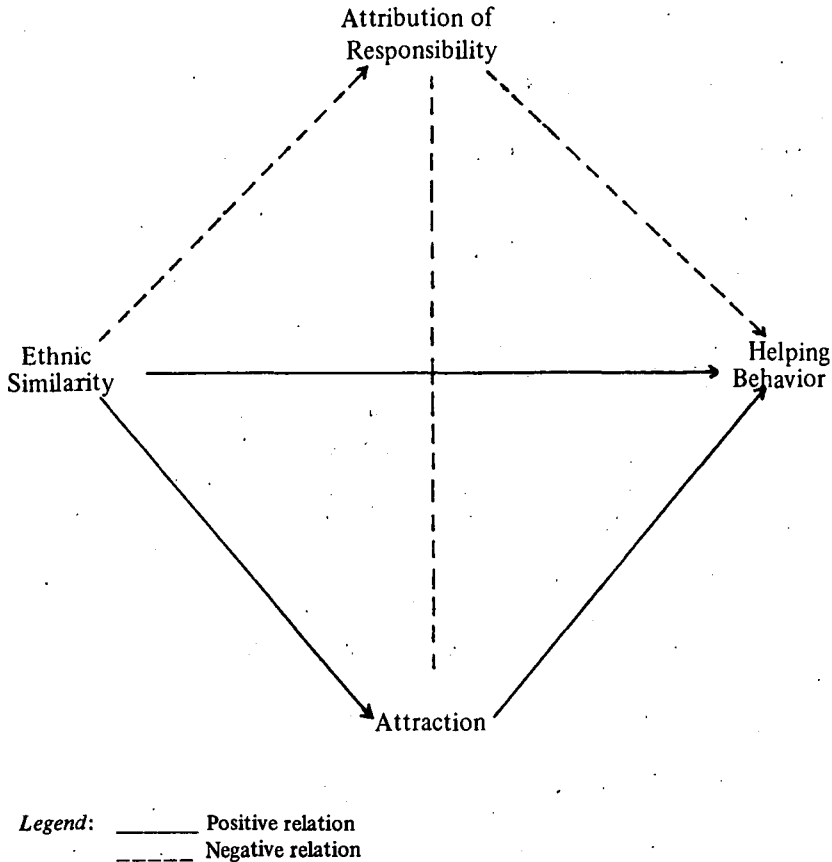 Attribution of
Responsibility
Ethnic
Similarity
Helping
Behavior
Attraction
Legend:
Positive relation
Negative relation